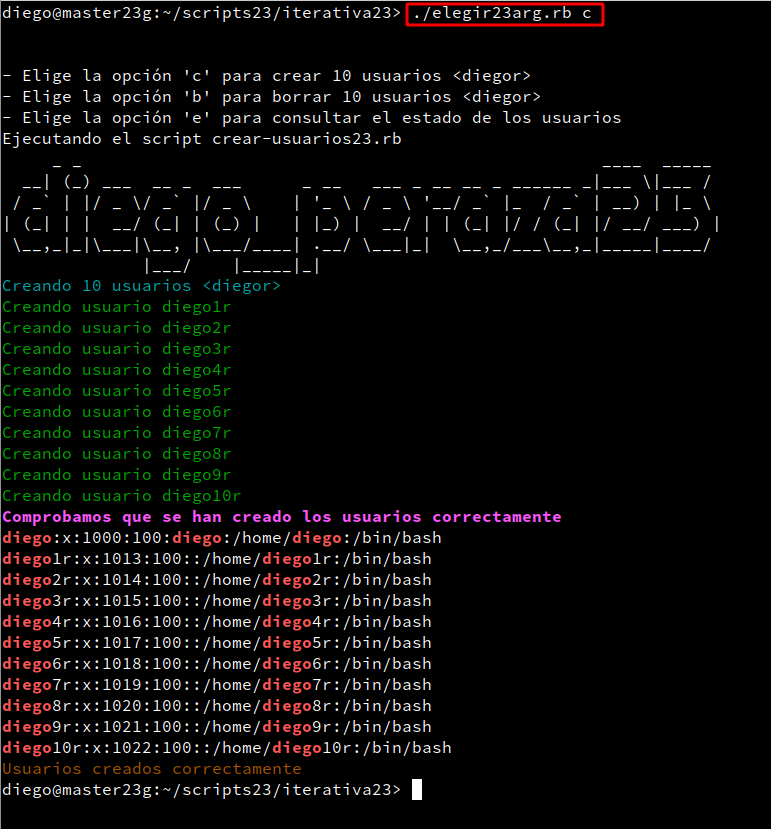 diego@master23g:~/scripts23/iterativa23> ./elegir23arg.rb c
- Elige la opción 'c' para crear 10 usuarios <diegor>
- Elige la opción 'b' para borrar 10 usuarios <diegor>
- Elige la opción 'e' para consultar el estado de los usuarios
Ejecutando el script crear-usuarios23.rb
diego_peraza23
Creando 10 usuarios <diegor>
Creando usuario diego1r
Creando usuario diego2r
Creando usuario diego3r
Creando usuario diego4r
Creando usuario diego5r
Creando usuario diego6r
Creando usuario diego7r
Creando usuario diego8r
Creando usuario diego9r
Creando usuario diego10r
Comprobamos que se han creado los usuarios correctamente
diego:x:1000:100:diego:/home/diego:/bin/bash
diego1r:x:1013:100::/home/diego1r:/bin/bash
diego2r:x:1014:100::/home/diego2r:/bin/bash
diego3r:x:1015:100::/home/diego3r:/bin/bash
diego4r:x:1016:100::/home/diego4r:/bin/bash
diego5r:x:1017:100::/home/diego5r:/bin/bash
diego6r:x:1018:100::/home/diego6r:/bin/bash
diego7r:x:1019:100::/home/diego7r:/bin/bash
diego8r:x:1020:100::/home/diego8r:/bin/bash
diego9r:x:1021:100::/home/diego9r:/bin/bash
diego10r:x:1022:100::/home/diego10r:/bin/bash
Usuarios creados correctamente
diego@master23g:~/scripts23/iterativa23>